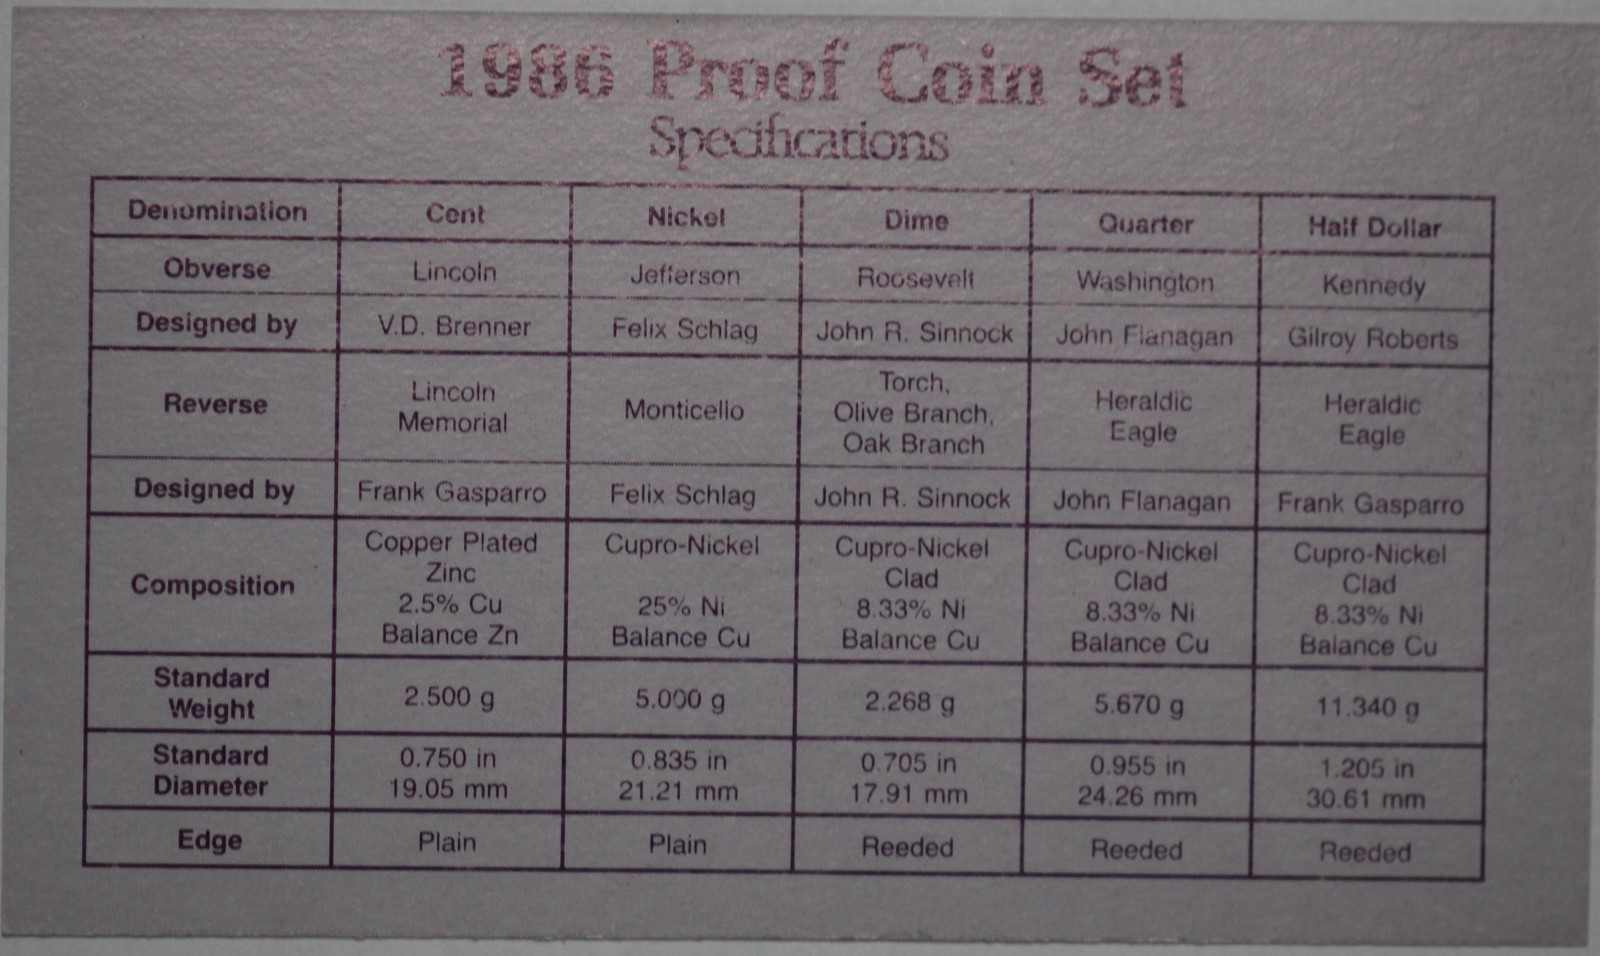 1986 Proof Coin Set
Specifications
Denomination Cent Nickel Dime Quarter Half Dollar
Obverse Lincoln Jefferson Roosevelt Washington Kennedy
Designed by V.D. Brenner Felix Schlag John R. Sinnock John Flanagan Gilroy Roberts
Reverse
Lincoln
Memorial
Monticello
Torch,
Olive Branch,
Oak Branch
Heraldic
Eagle
Heraldic
Eagle
Designed by Frank Gasparro Felix Schlag John R. Sinnock John Flanagan Frank Gasparro
Composition
Copper Plated
Zinc
2.5% Cu
Balance Zn
Cupro-Nickel
25% Ni
Balance Cu
Cupro-Nickel
Clad
8.33% Ni
Balance Cu
Cupro-Nickel
Clad
8.33% Ni
Balance Cu
Cupro-Nickel
Clad
8.33% Ni
Balance Cu
Standard
Weight
2.500 g 5.000 g 2.268 g 5.670 g 11.340 g
Standard
Diameter
0.750 in
19.05 mm
0.835 in
21.21 mm
0.705 in
17.91 mm
0.955 in
24.26 mm
1.205 in
30.61 mm
Edge Plain Plain Reeded Reeded Reeded